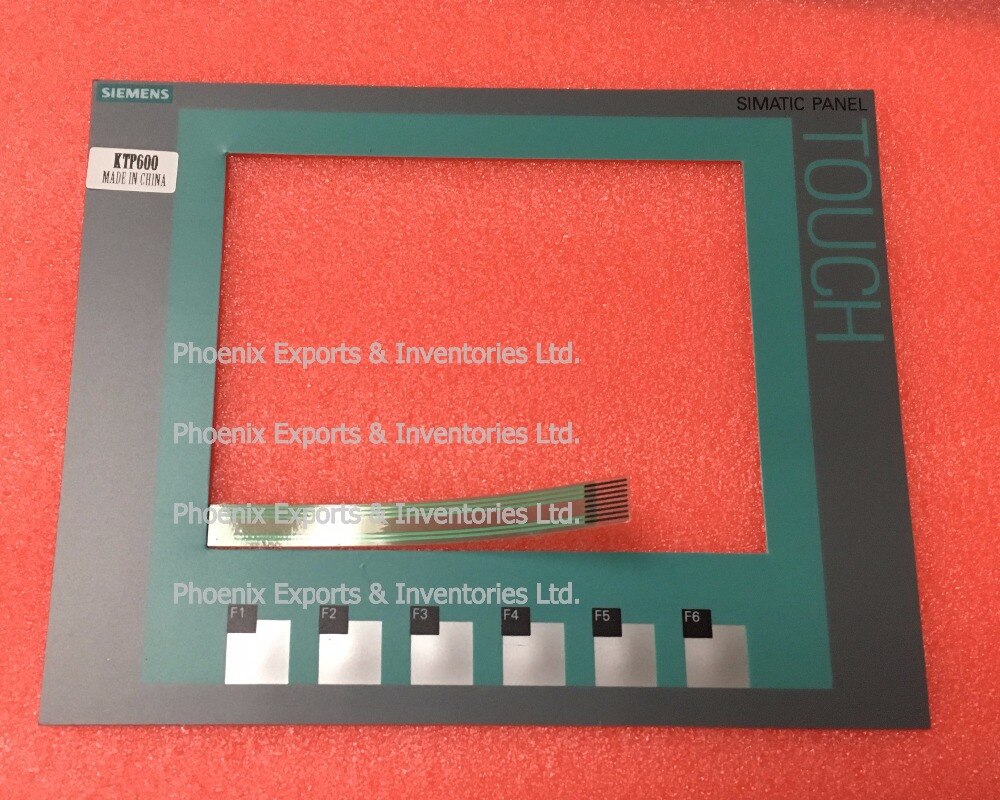 SIEMENS
SIMATIC PANEL
KTP600
MADE IN CHINA
TOUCH
Phoenix Exports & Inventories Ltd.
Phoenix Exports & Inventories Ltd.
Phoenix Exports & Inventories Ltd.
Phoenix Exports & Inventories Ltd.
F1 F2 F3 F4 F5 F6